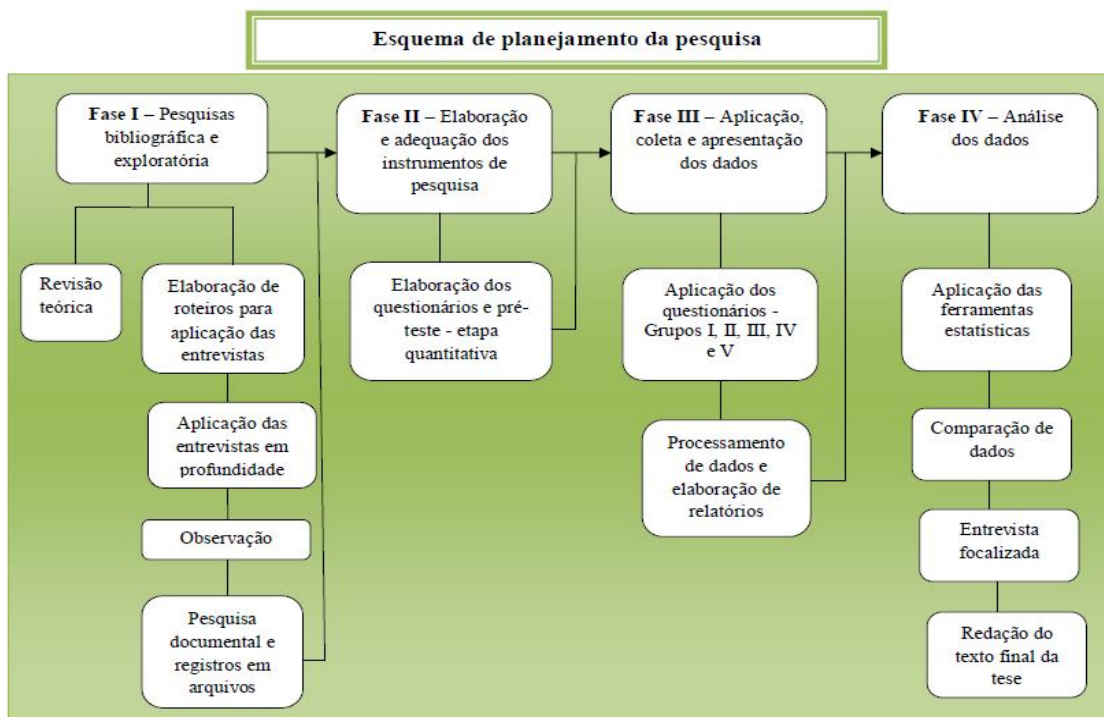 Esquema de planejamento da pesquisa
Fase I – Pesquisas
bibliográfica e
exploratória
Revisão
teórica
Elaboração de
roteiros para
aplicação das
entrevistas
Aplicação das
entrevistas em
profundidade
Observação
Pesquisa
documental e
registros em
arquivos
Fase II – Elaboração
e adequação dos
instrumentos de
pesquisa
Elaboração dos
questionários e pré-
teste - etapa
quantitativa
Fase III – Aplicação,
coleta e apresentação
dos dados
Aplicação dos
questionários -
Grupos I, II, III, IV
e V
Processamento
de dados e
elaboração de
relatórios
Fase IV – Análise
dos dados
Aplicação das
ferramentas
estatísticas
Comparação de
dados
Entrevista
focalizada
Redação do
texto final da
tese